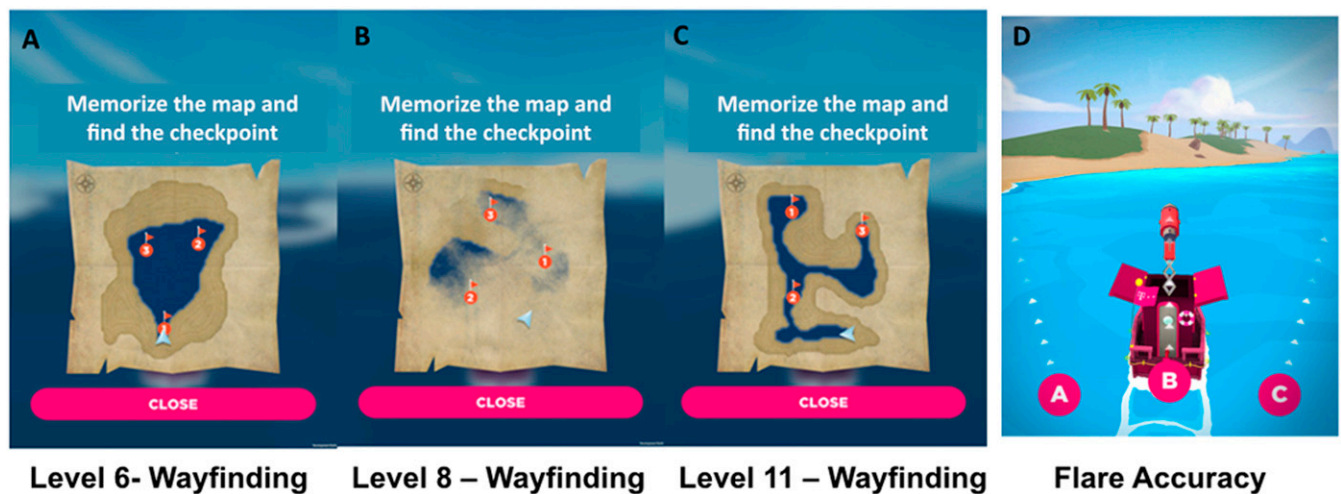 A
Memorize the map and
find the checkpoint
3
2
1
CLOSE
Level 6- Wayfinding
B
Memorize the map and
find the checkpoint
3
1
2
CLOSE
Level 8 – Wayfinding
C
Memorize the map and
find the checkpoint
1
3
2
CLOSE
Level 11 – Wayfinding
D
A
B
C
Flare Accuracy